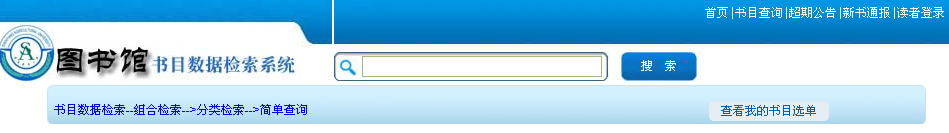 首页 |书目查询|超期公告 |新书通报 |读者登录
图书馆 书目数据检索系统
搜 索
书目数据检索--组合检索-->分类检索-->简单查询
查看我的书目选单